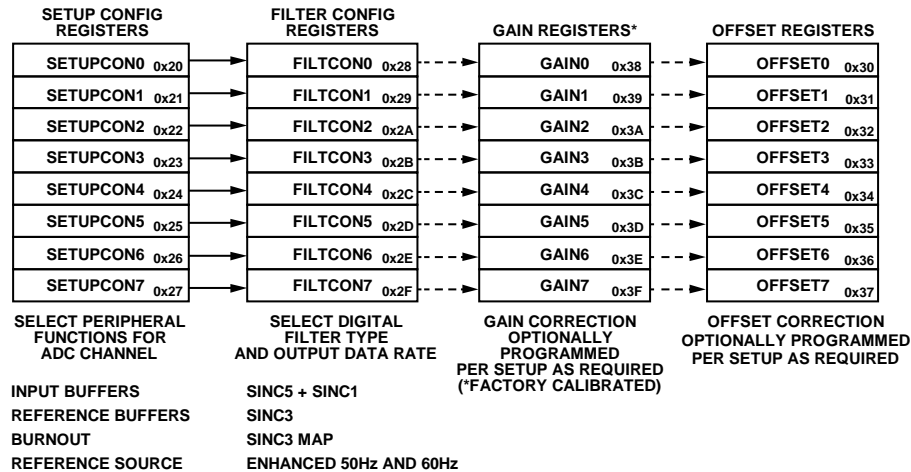 SETUP CONFIG
REGISTERS
FILTER CONFIG
REGISTERS
GAIN REGISTERS*
OFFSET REGISTERS
SETUPCON0 0x20
FILTCON0 0x28
GAIN0 0x38
OFFSET0 0x30
SETUPCON1 0x21
FILTCON1 0x29
GAIN1 0x39
OFFSET1 0x31
SETUPCON2 0x22
FILTCON2 0x2A
GAIN2 0x3A
OFFSET2 0x32
SETUPCON3 0x23
FILTCON3 0x2B
GAIN3 0x3B
OFFSET3 0x33
SETUPCON4 0x24
FILTCON4 0x2C
GAIN4 0x3C
OFFSET4 0x34
SETUPCON5 0x25
FILTCON5 0x2D
GAIN5 0x3D
OFFSET5 0x35
SETUPCON6 0x26
FILTCON6 0x2E
GAIN6 0x3E
OFFSET6 0x36
SETUPCON7 0x27
FILTCON7 0x2F
GAIN7 0x3F
OFFSET7 0x37
SELECT PERIPHERAL
FUNCTIONS FOR
ADC CHANNEL
SELECT DIGITAL
FILTER TYPE
AND OUTPUT DATA RATE
GAIN CORRECTION
OPTIONALLY
PROGRAMMED
PER SETUP AS REQUIRED
(*FACTORY CALIBRATED)
OFFSET CORRECTION
OPTIONALLY PROGRAMMED
PER SETUP AS REQUIRED
INPUT BUFFERS
REFERENCE BUFFERS
BURNOUT
REFERENCE SOURCE
SINC5 + SINC1
SINC3
SINC3 MAP
ENHANCED 50Hz AND 60Hz